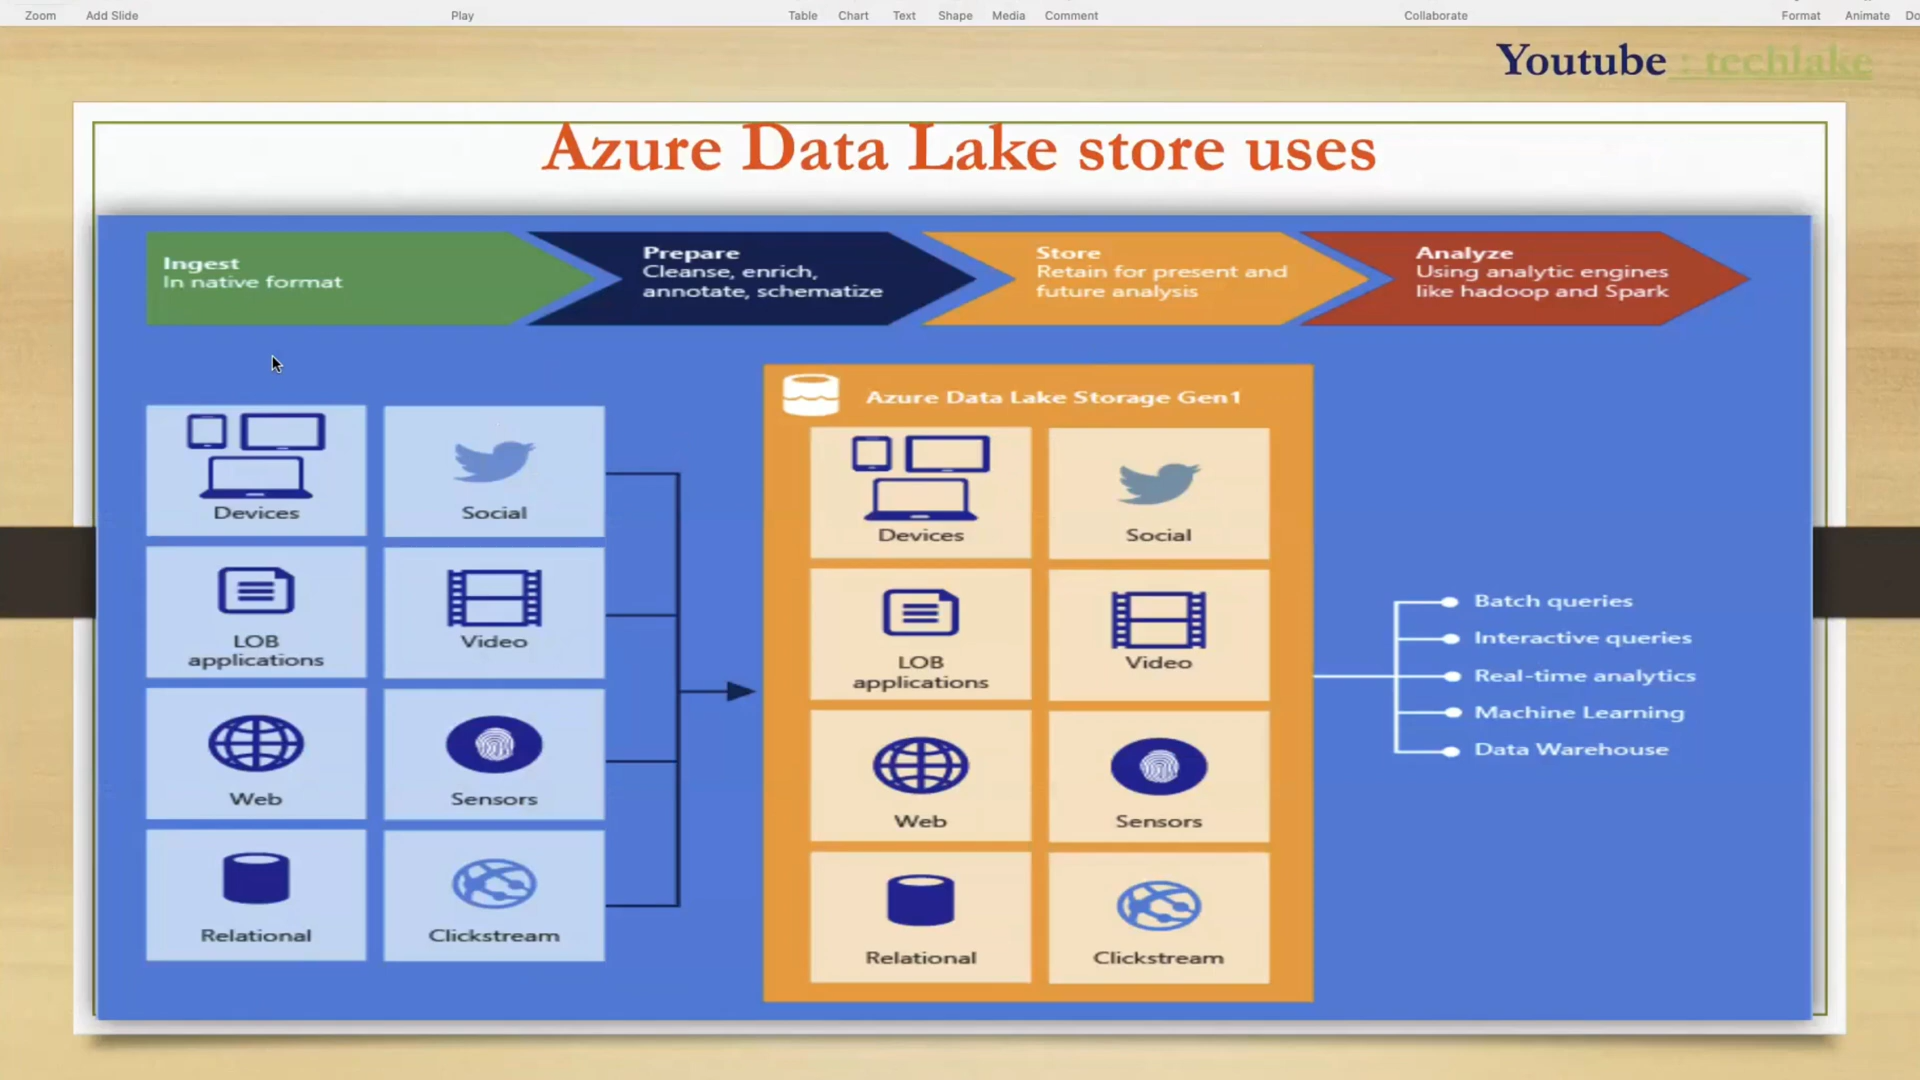 Zoom Add Slide Play Table Chart Text Shape Media Comment Collaborate Format Animate Do
Youtube : techlake
Azure Data Lake store uses
Ingest
In native format
Prepare
Cleanse, enrich,
annotate, schematize
Store
Retain for present and
future analysis
Analyze
Using analytic engines
like hadoop and Spark
Devices
Social
LOB
applications
Video
Web
Sensors
Relational
Clickstream
Azure Data Lake Storage Gen1
Devices
Social
LOB
applications
Video
Web
Sensors
Relational
Clickstream
Batch queries
Interactive queries
Real-time analytics
Machine Learning
Data Warehouse